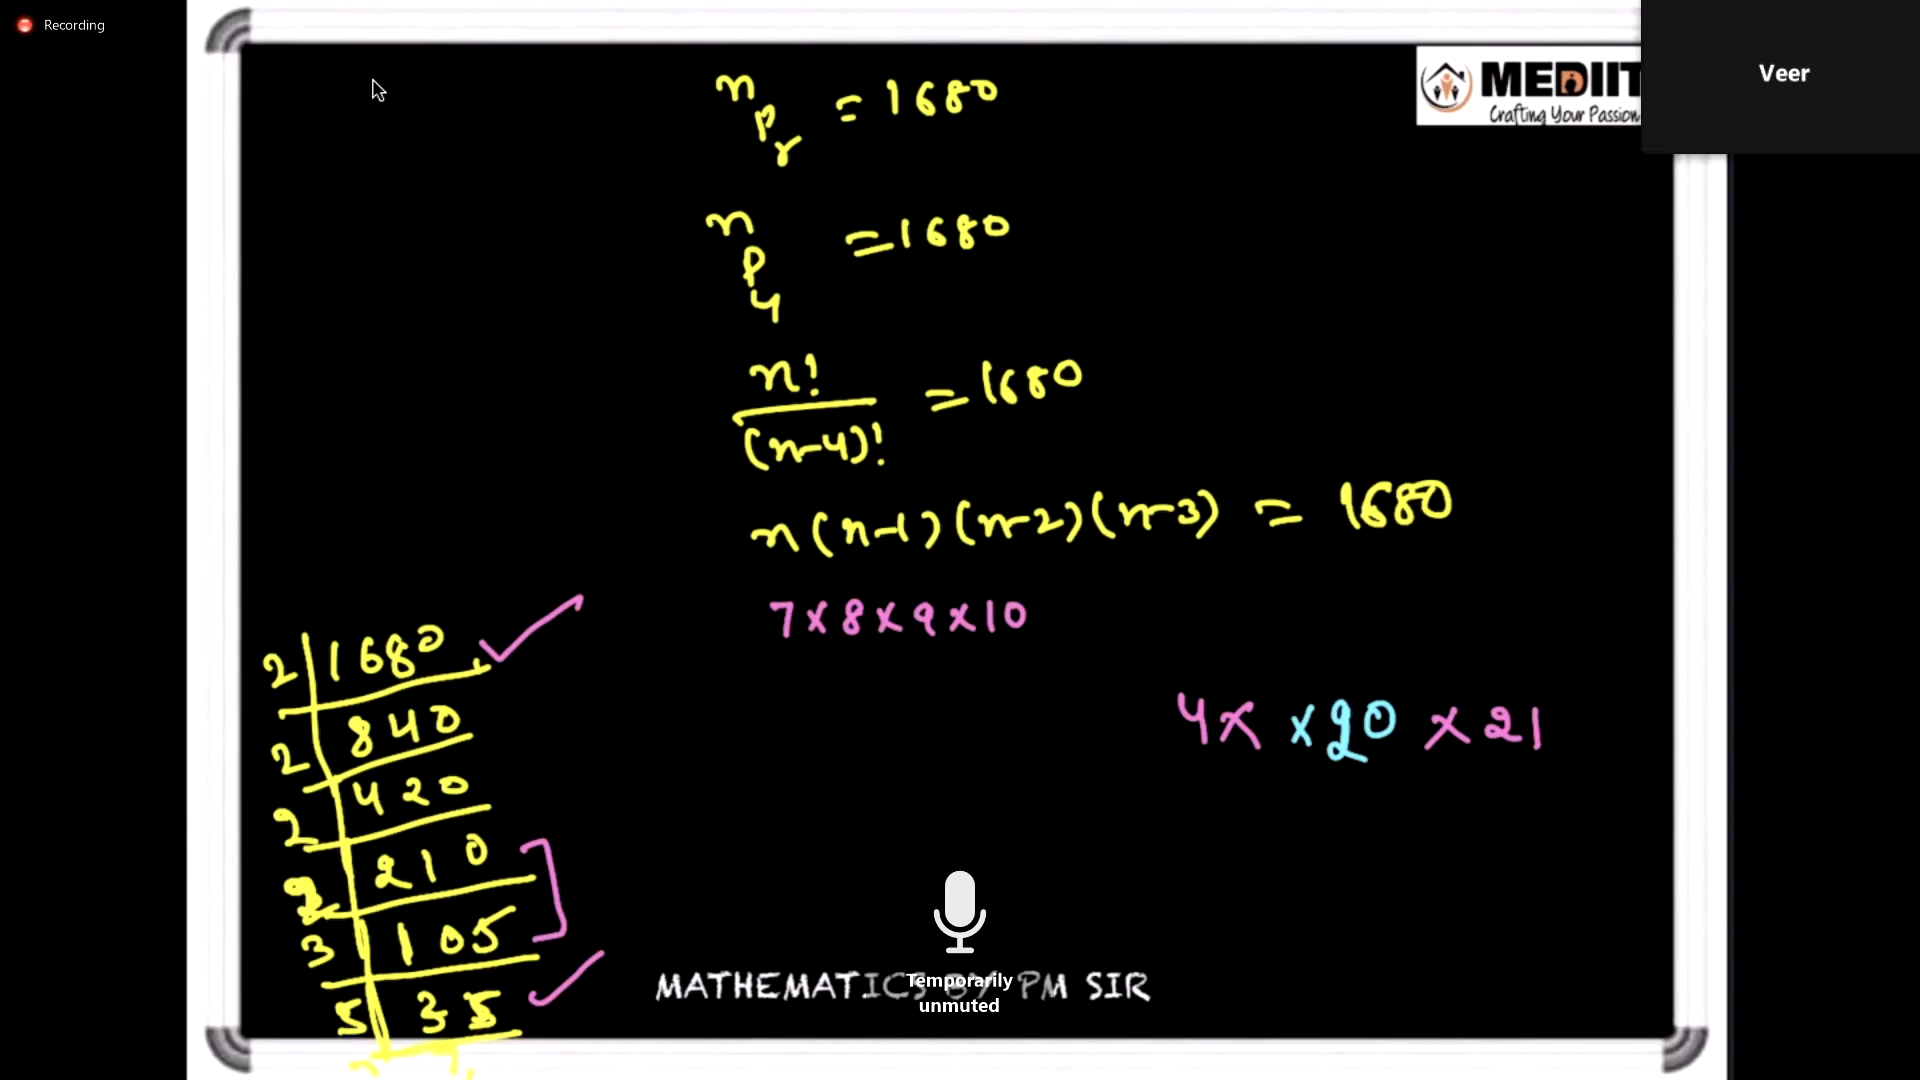 Recording
MEDIIT
Crafting Your Passion
Veer
n P r = 1680
n P 4 = 1680
n! / (n-4)! = 1680
n(n-1)(n-2)(n-3) = 1680
7×8×9×10
4× ×20 ×21
2 | 1680
2 | 840
2 | 420
2 | 210
3 | 105
5 | 35
MATHEMATICS BY PM SIR
Temporarily
unmuted